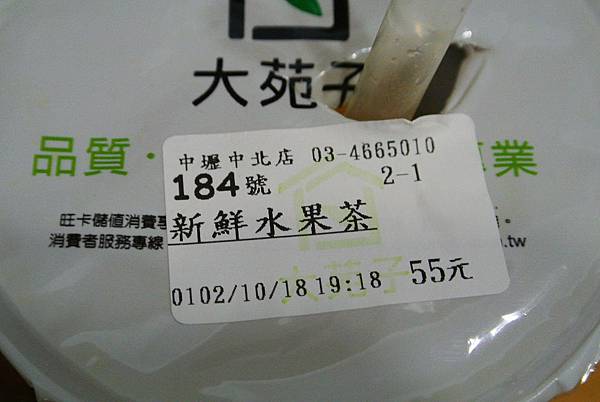 大苑子
品質・業
中壢中北店 03-4665010
184號 2-1
旺卡儲值消費
新鮮水果茶
消費者服務專線 .tw
0102/10/18 19:18 55元